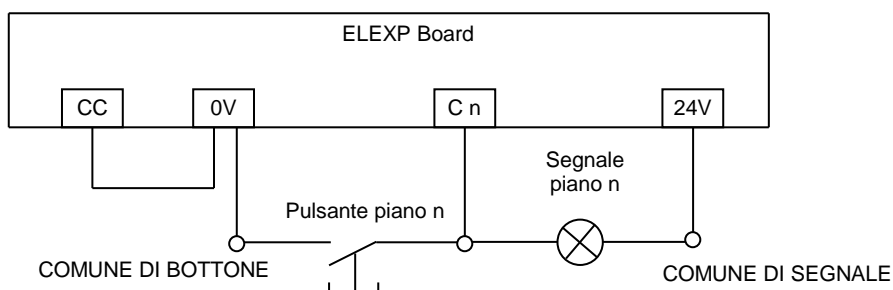 ELEXP Board
CC
0V
C n
24V
Segnale
piano n
Pulsante piano n
COMUNE DI BOTTONE
COMUNE DI SEGNALE